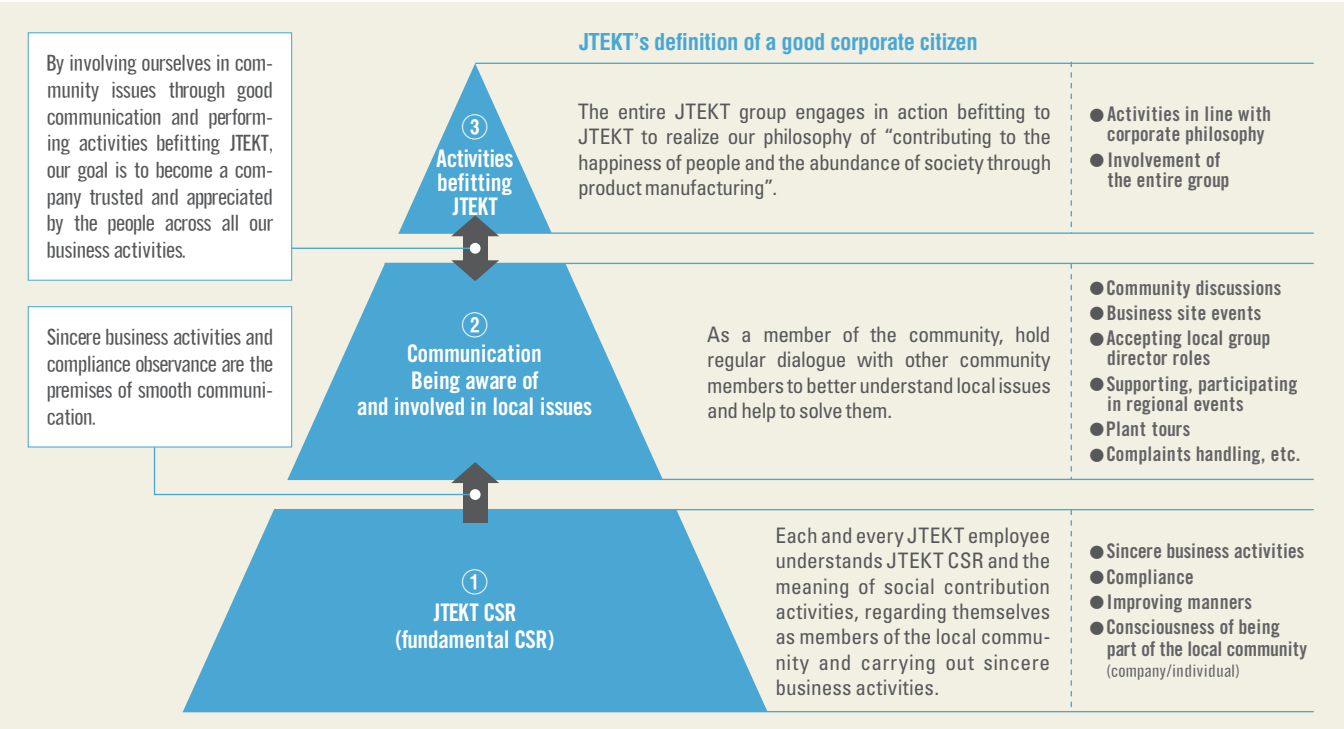 JTEKT’s definition of a good corporate citizen
By involving ourselves in com-
munity issues through good
communication and perform-
ing activities befitting JTEKT,
our goal is to become a com-
pany trusted and appreciated
by the people across all our
business activities.
Sincere business activities and
compliance observance are the
premises of smooth communi-
cation.
③
Activities
befitting
JTEKT
The entire JTEKT group engages in action befitting to
JTEKT to realize our philosophy of “contributing to the
happiness of people and the abundance of society through
product manufacturing”.
●Activities in line with
corporate philosophy
●Involvement of
the entire group
②
Communication
Being aware of
and involved in local issues
As a member of the community, hold
regular dialogue with other community
members to better understand local issues
and help to solve them.
●Community discussions
●Business site events
●Accepting local group
director roles
●Supporting, participating
in regional events
●Plant tours
●Complaints handling, etc.
①
JTEKT CSR
(fundamental CSR)
Each and every JTEKT employee
understands JTEKT CSR and the
meaning of social contribution
activities, regarding themselves
as members of the local commu-
nity and carrying out sincere
business activities.
●Sincere business activities
●Compliance
●Improving manners
●Consciousness of being
part of the local community
(company/individual)